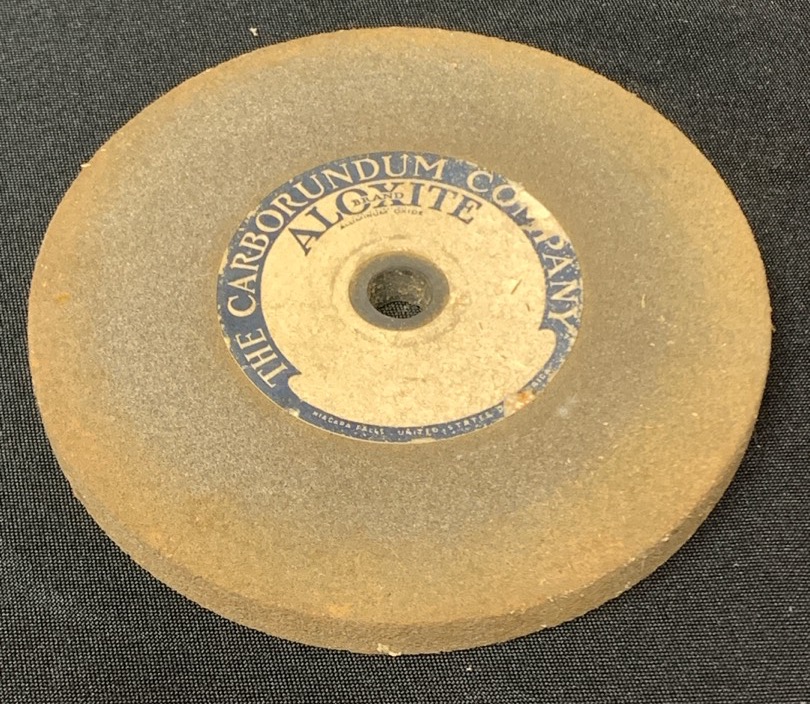 THE CARBORUNDUM COMPANY
ALOXITE
BRAND
ALUMINUM OXIDE
NIAGARA FALLS UNITED STATES